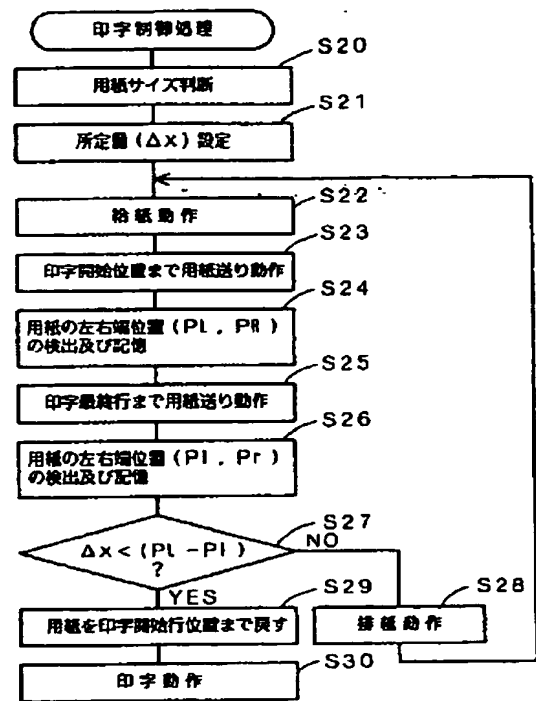 印字制御処理
S20
用紙サイズ判断
S21
所定量(Δx)設定
S22
給紙動作
S23
印字開始位置まで用紙送り動作
S24
用紙の左右端位置(PL, PR)
の検出及び記憶
S25
印字最終行まで用紙送り動作
S26
用紙の左右端位置(Pl, Pr)
の検出及び記憶
S27
Δx<(PL-Pl)
?
NO
YES
S28
排紙動作
S29
用紙を印字開始行位置まで戻す
S30
印字動作